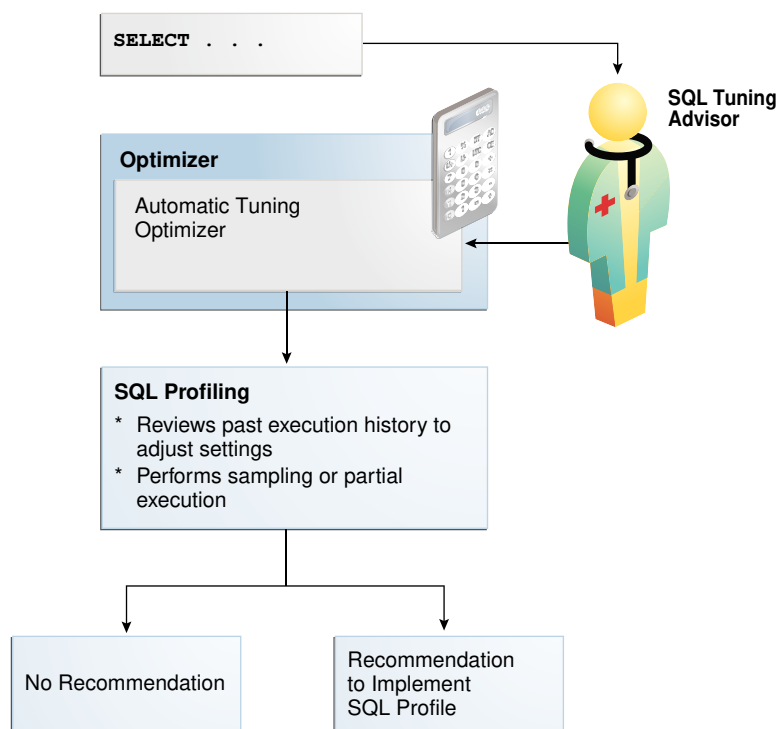 SELECT . . .
SQL Tuning
Advisor
Optimizer
Automatic Tuning
Optimizer
SQL Profiling
* Reviews past execution history to
adjust settings
* Performs sampling or partial
execution
No Recommendation
Recommendation
to Implement
SQL Profile